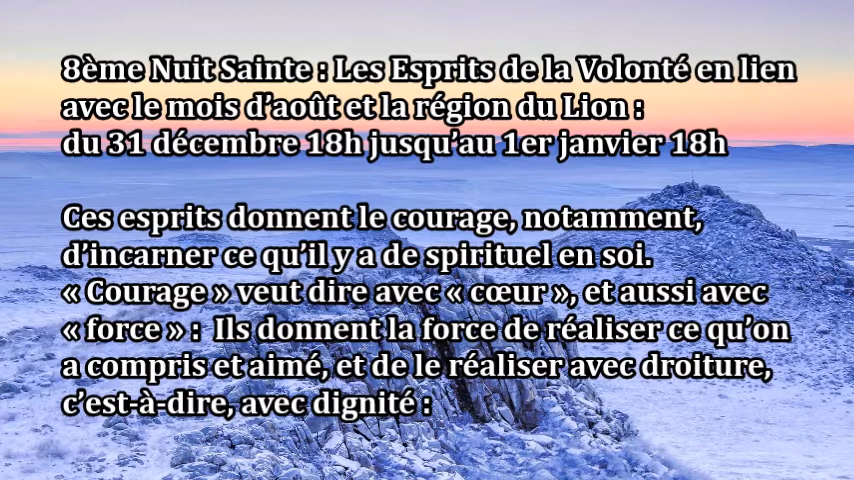 8ème Nuit Sainte : Les Esprits de la Volonté en lien
avec le mois d’août et la région du Lion :
du 31 décembre 18h jusqu’au 1er janvier 18h
Ces esprits donnent le courage, notamment,
d’incarner ce qu’il y a de spirituel en soi.
« Courage » veut dire avec « cœur », et aussi avec
« force » :  Ils donnent la force de réaliser ce qu’on
a compris et aimé, et de le réaliser avec droiture,
c’est-à-dire, avec dignité :